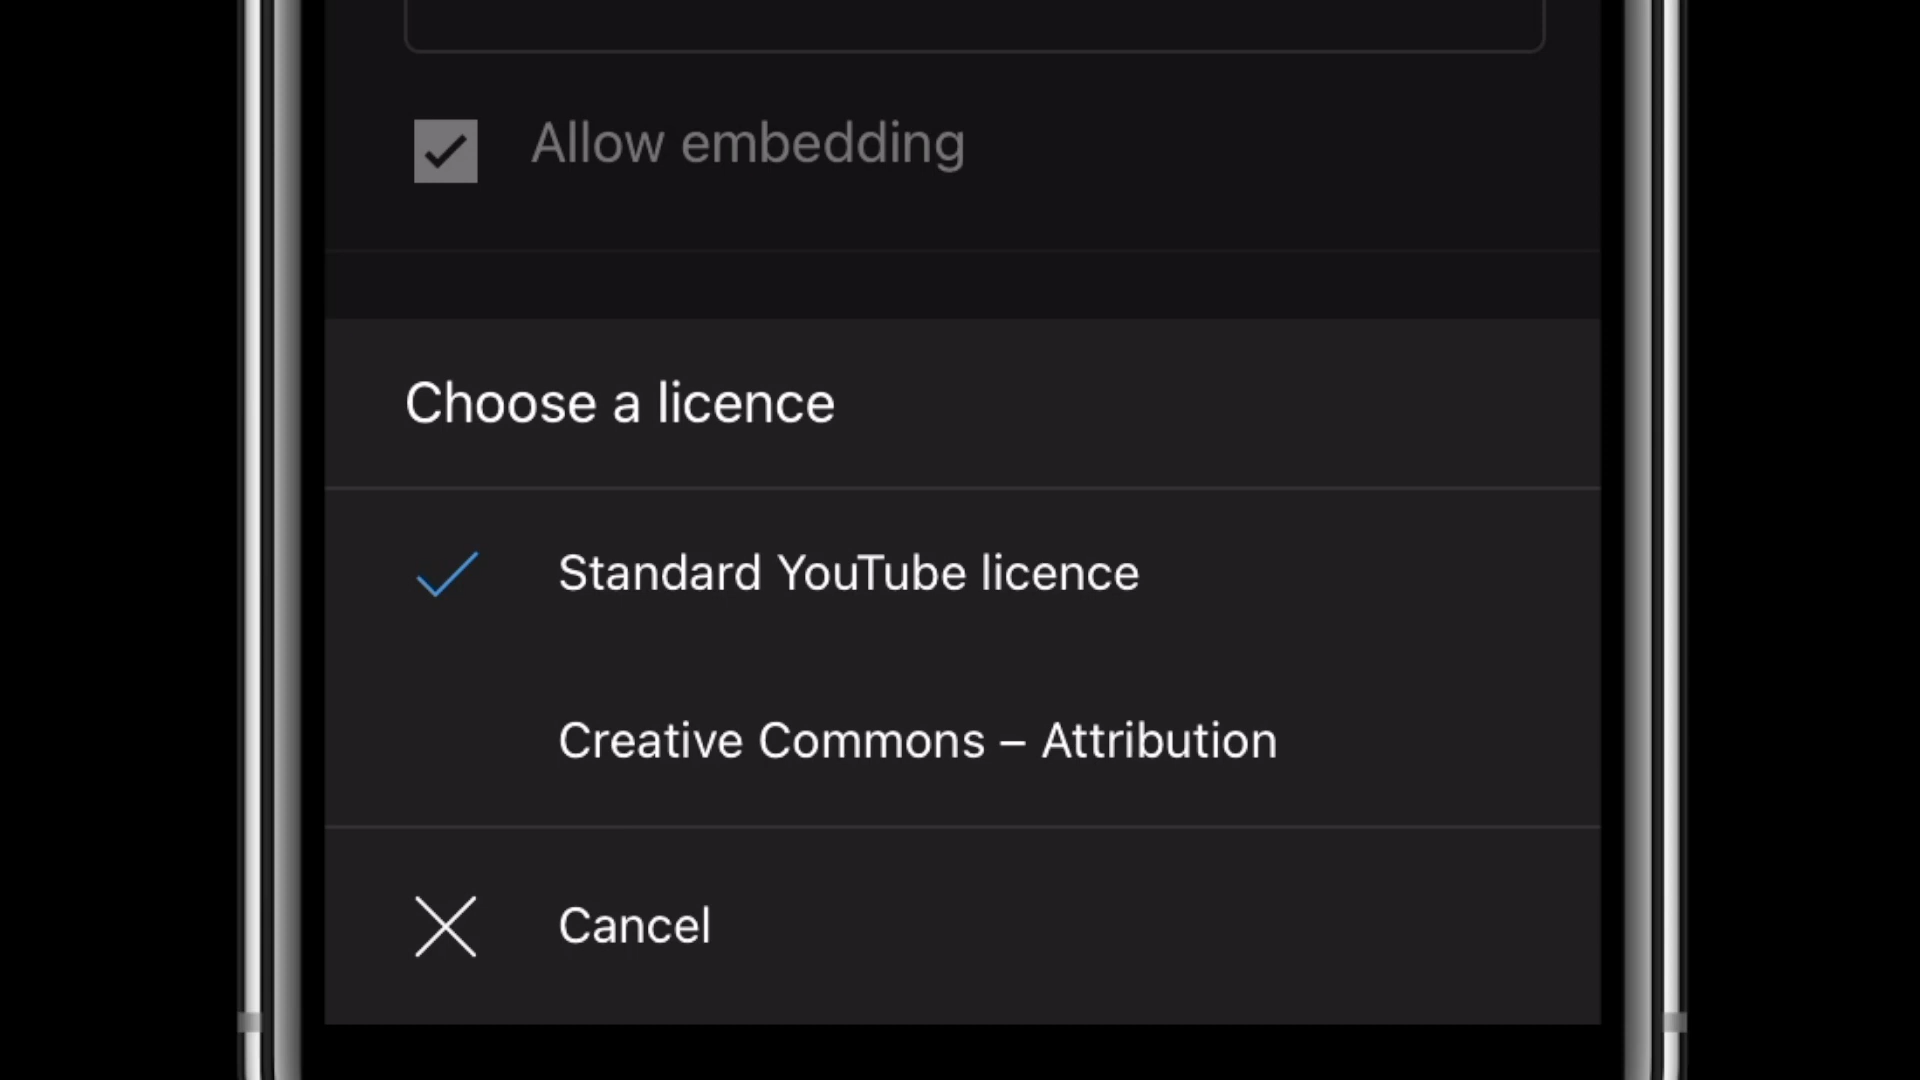 Allow embedding
Choose a licence
Standard YouTube licence
Creative Commons – Attribution
Cancel